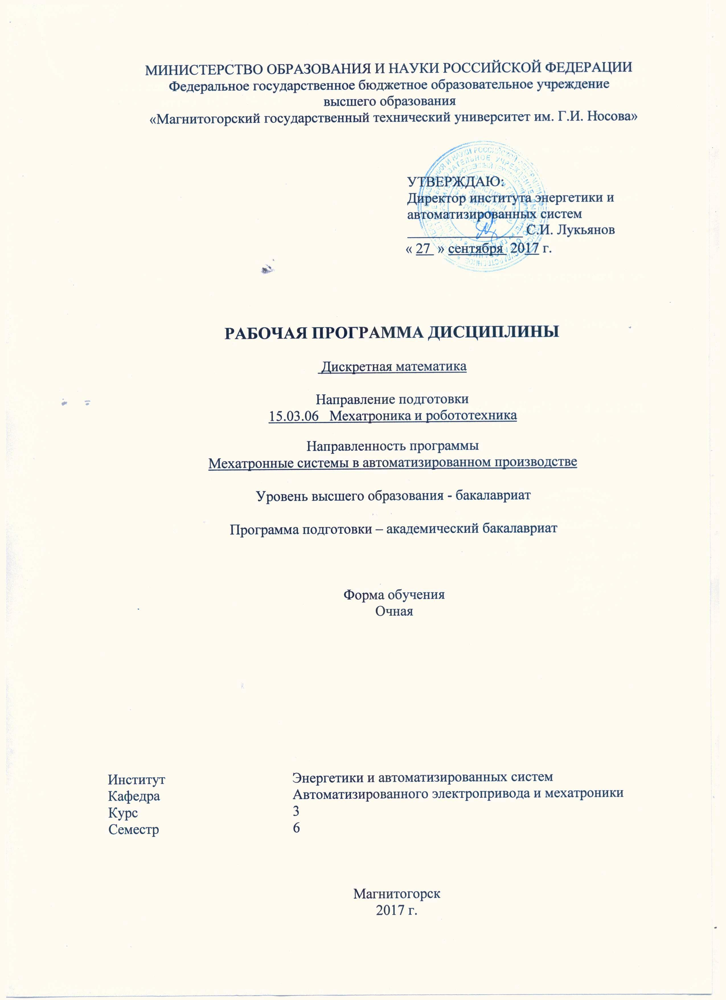 МИНИСТЕРСТВО ОБРАЗОВАНИЯ И НАУКИ РОССИЙСКОЙ ФЕДЕРАЦИИ
Федеральное государственное бюджетное образовательное учреждение
высшего образования
«Магнитогорский государственный технический университет им. Г.И. Носова»
УТВЕРЖДАЮ:
Директор института энергетики и
автоматизированных систем
С.И. Лукьянов
« 27 » сентября 2017 г.
РАБОЧАЯ ПРОГРАММА ДИСЦИПЛИНЫ
Дискретная математика
Направление подготовки
15.03.06 Мехатроника и робототехника
Направленность программы
Мехатронные системы в автоматизированном производстве
Уровень высшего образования - бакалавриат
Программа подготовки – академический бакалавриат
Форма обучения
Очная
Институт Энергетики и автоматизированных систем
Кафедра Автоматизированного электропривода и мехатроники
Курс 3
Семестр 6
Магнитогорск
2017 г.